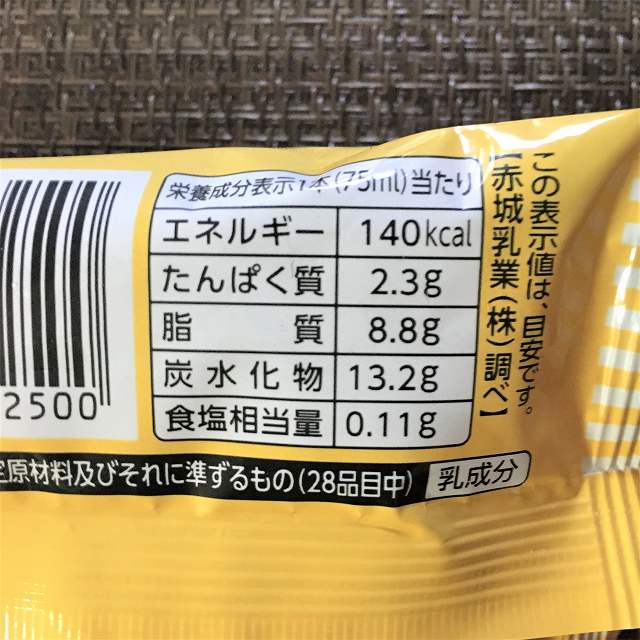 栄養成分表示1本(75ml)当たり
エネルギー 140kcal
たんぱく質 2.3g
脂質 8.8g
炭水化物 13.2g
食塩相当量 0.11g
この表示値は、目安です。
【赤城乳業(株)調べ】
2500
定原材料及びそれに準ずるもの(28品目中) 乳成分